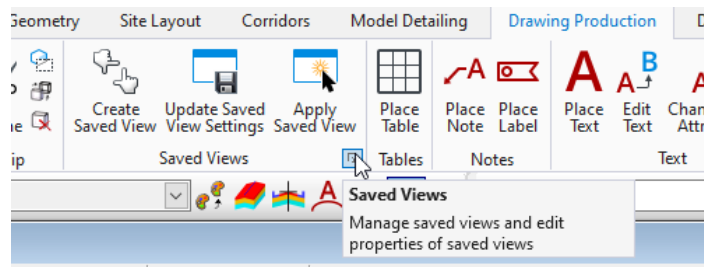 Geometry Site Layout Corridors Model Detailing Drawing Production
Create Saved View
Update Saved View Settings
Apply Saved View
Place Table
Place Note
Place Label
Place Text
Edit Text
Saved Views
Tables
Notes
Text
Saved Views
Manage saved views and edit
properties of saved views